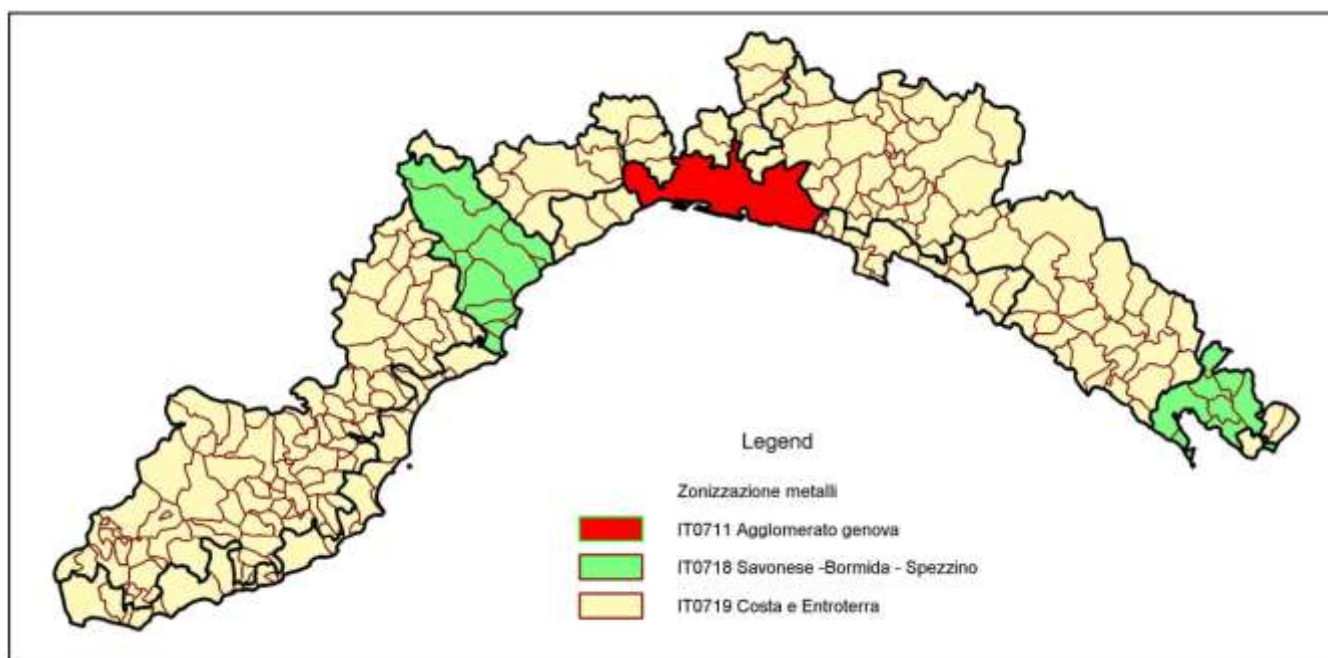 Legend
Zonizzazione metalli
IT0711 Agglomerato genova
IT0718 Savonese -Bormida - Spezzino
IT0719 Costa e Entroterra